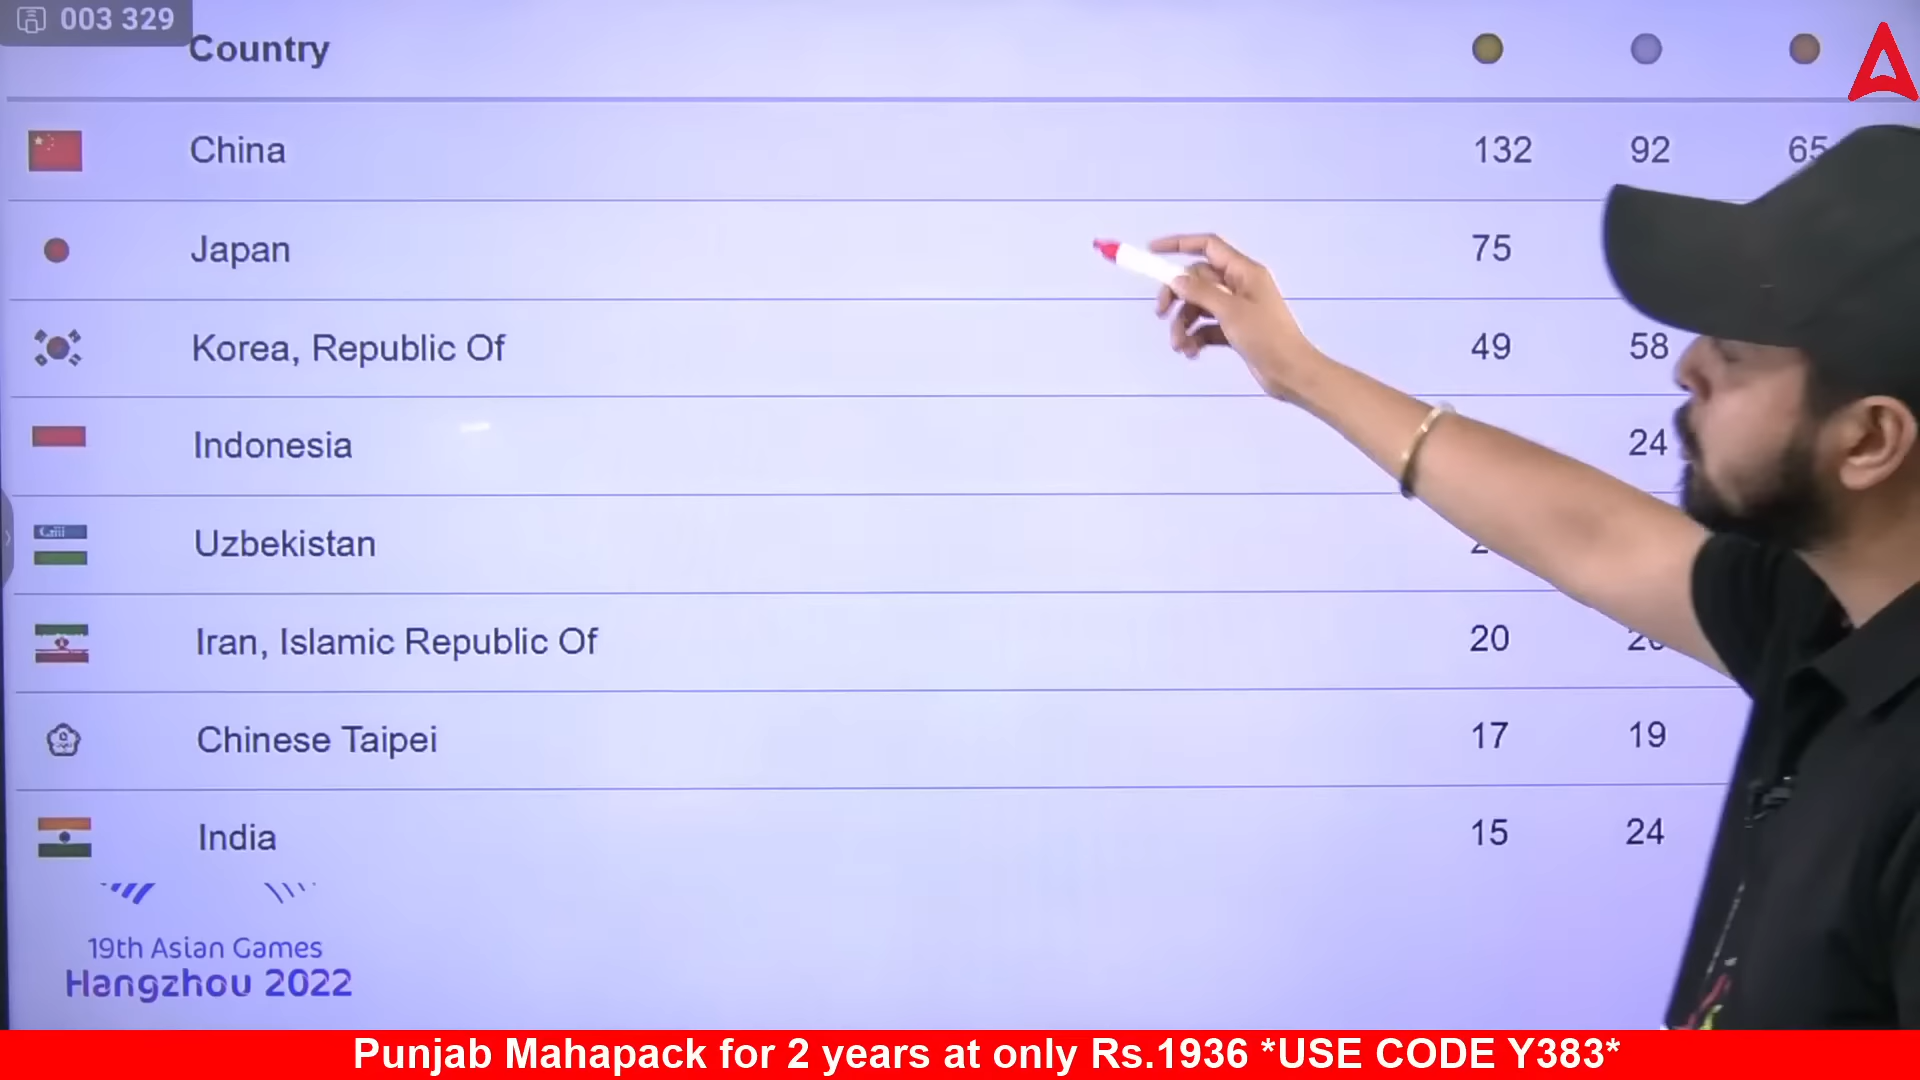 003 329
Country
China 132 92 65
Japan 75
Korea, Republic Of 49 58
Indonesia 24
Uzbekistan
Iran, Islamic Republic Of 20
Chinese Taipei 17 19
India 15 24
19th Asian Games
Hangzhou 2022
Punjab Mahapack for 2 years at only Rs.1936 *USE CODE Y383*